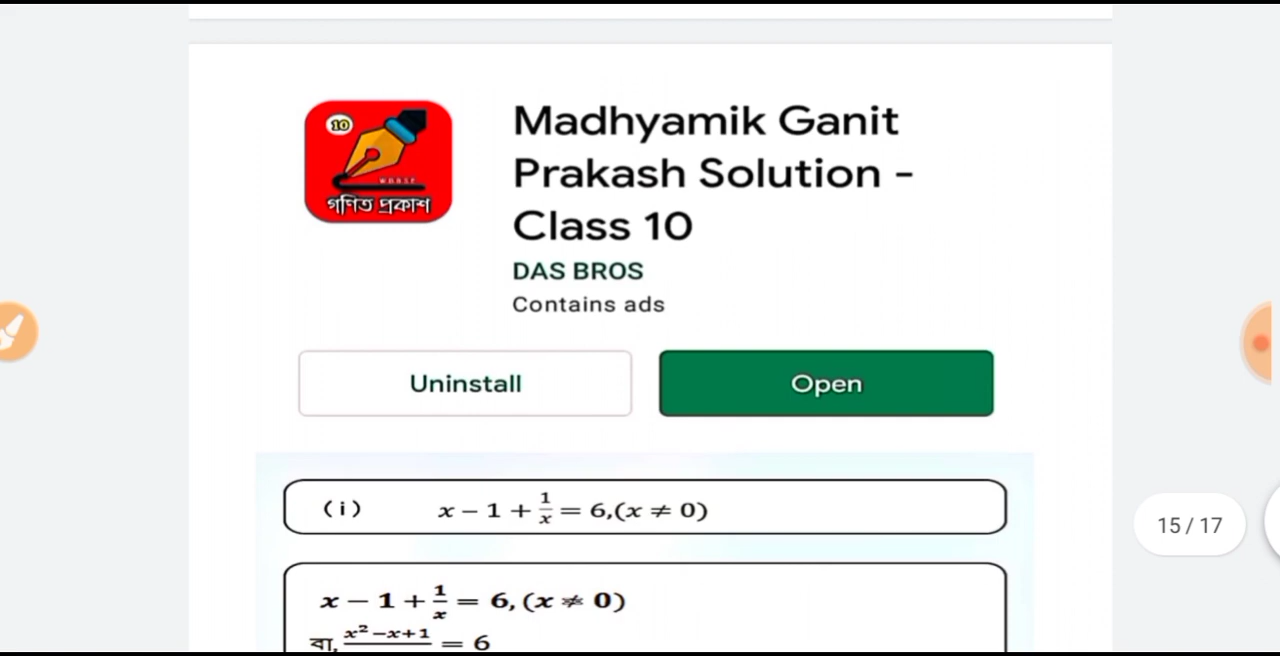 10
Madhyamik Ganit
Prakash Solution -
Class 10
W.B.B.S.E
গণিত প্রকাশ
DAS BROS
Contains ads
Uninstall
Open
(i) x − 1 + 1/x = 6,(x ≠ 0)
15 / 17
x − 1 + 1/x = 6, (x ≠ 0)
বা, x² −x+1 = 6